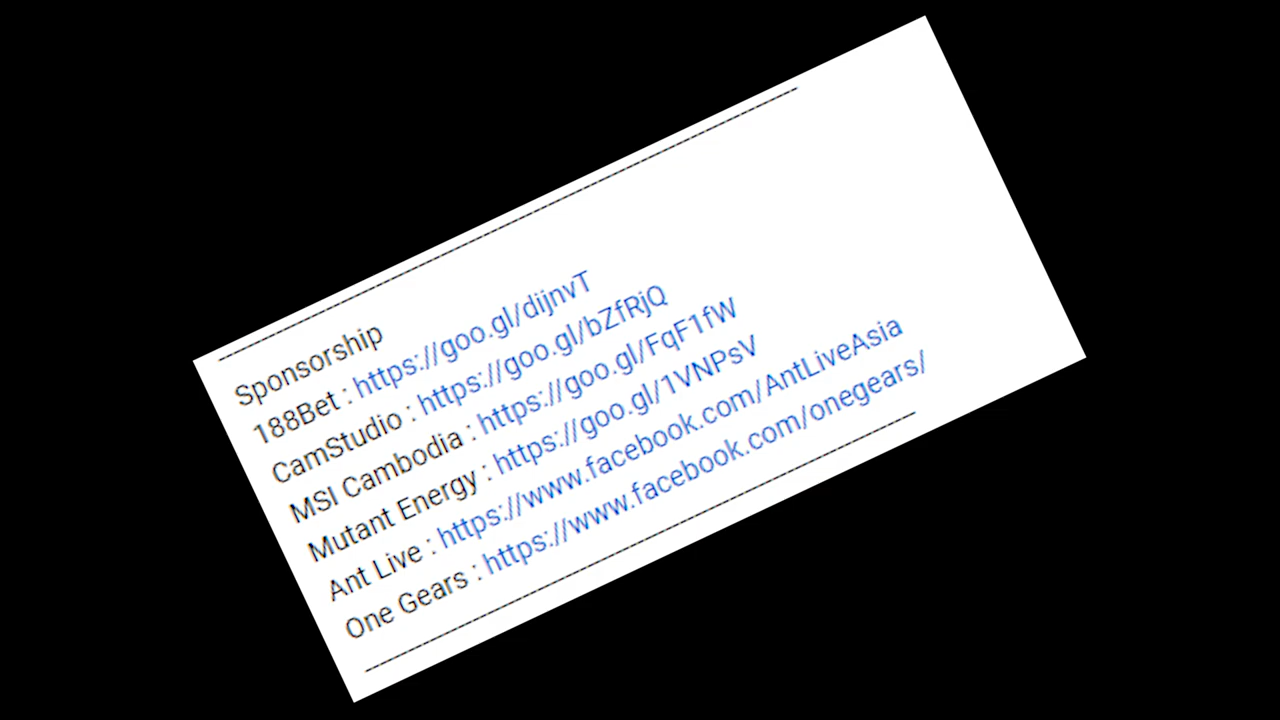 Sponsorship
188Bet : https://goo.gl/dijnvT
CamStudio : https://goo.gl/bZfRjQ
MSI Cambodia : https://goo.gl/FqF1fW
Mutant Energy : https://goo.gl/1VNPsV
Ant Live : https://www.facebook.com/AntLiveAsia
One Gears : https://www.facebook.com/onegears/